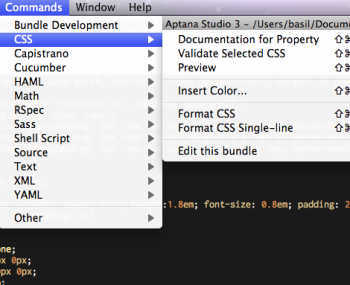 Commands Window Help
Aptana Studio 3 - /Users/basil/Docum
Bundle Development
CSS
Capistrano
Cucumber
HAML
Math
RSpec
Sass
Shell Script
Source
Text
XML
YAML
Other
Documentation for Property ⇧⌘
Validate Selected CSS ⇧⌘
Preview ⇧⌘
Insert Color... ⇧⌘
Format CSS ⇧⌘
Format CSS Single-line ⇧⌘
Edit this bundle
:1.8em; font-size: 0.8em; padding: 2
one;
px 0px;
0px 0px;